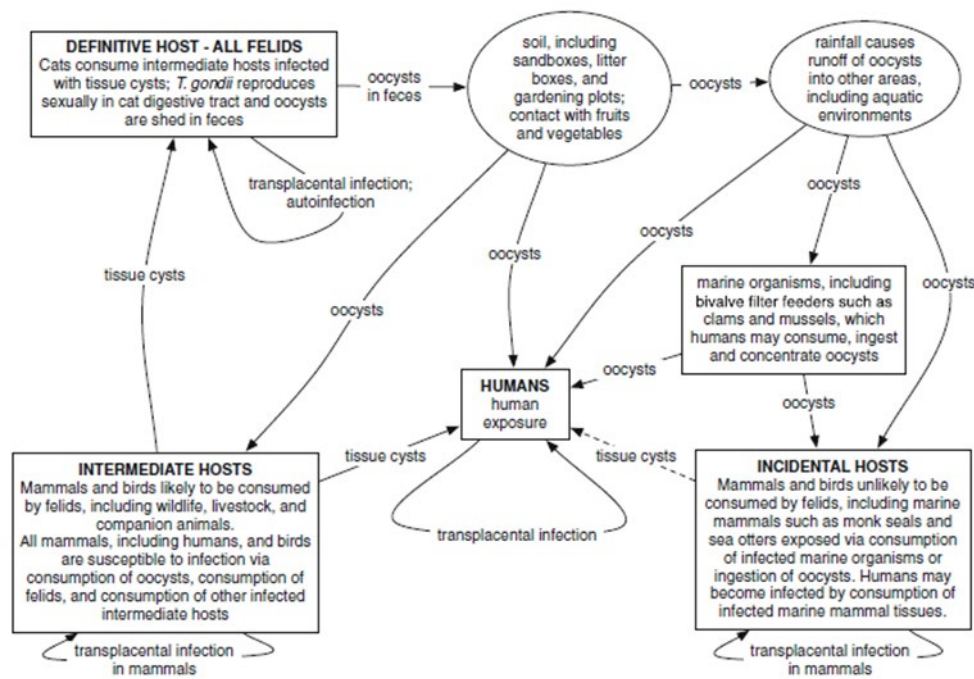 DEFINITIVE HOST - ALL FELIDS
Cats consume intermediate hosts infected
with tissue cysts; T. gondii reproduces
sexually in cat digestive tract and oocysts
are shed in feces
oocysts
in feces
soil, including
sandboxes, litter
boxes, and
gardening plots;
contact with fruits
and vegetables
oocysts
rainfall causes
runoff of oocysts
into other areas,
including aquatic
environments
transplacental infection;
autoinfection
tissue cysts
oocysts
oocysts
oocysts
oocysts
oocysts
marine organisms, including
bivalve filter feeders such as
clams and mussels, which
humans may consume, ingest
and concentrate oocysts
oocysts
oocysts
HUMANS
human
exposure
tissue cysts
tissue cysts
transplacental infection
INTERMEDIATE HOSTS
Mammals and birds likely to be consumed
by felids, including wildlife, livestock, and
companion animals.
All mammals, including humans, and birds
are susceptible to infection via
consumption of oocysts, consumption of
felids, and consumption of other infected
intermediate hosts
transplacental infection
in mammals
INCIDENTAL HOSTS
Mammals and birds unlikely to be
consumed by felids, including marine
mammals such as monk seals and
sea otters exposed via consumption
of infected marine organisms or
ingestion of oocysts. Humans may
become infected by consumption of
infected marine mammal tissues.
transplacental infection
in mammals